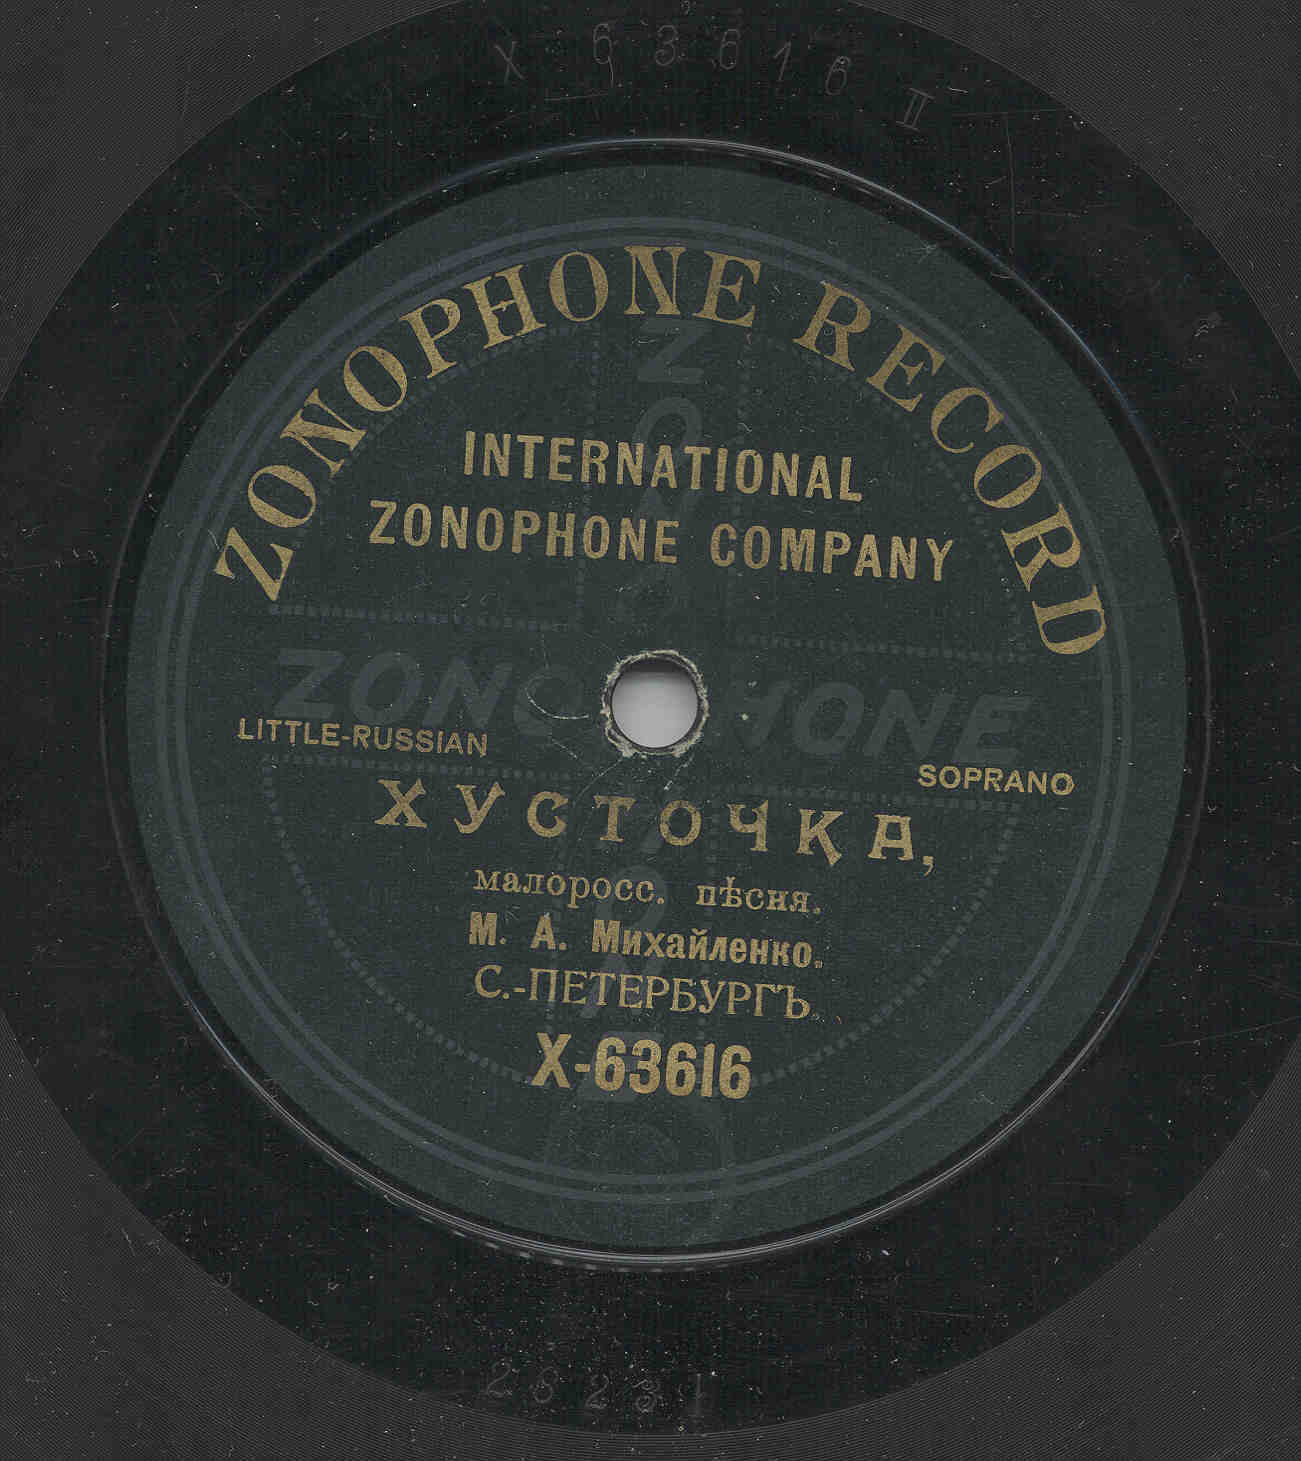 X 63616 II
ZONOPHONE RECORD
INTERNATIONAL
ZONOPHONE COMPANY
ZONOPHONE
LITTLE-RUSSIAN
SOPRANO
ХУСТОЧКА,
малоросс. пѣсня.
М. А. Михайленко.
С.-ПЕТЕРБУРГЪ.
X-63616